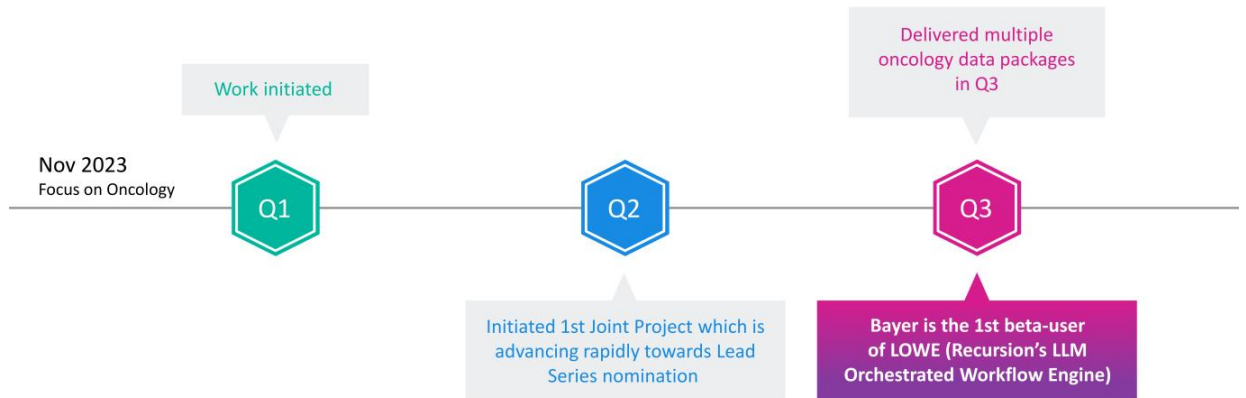 Nov 2023
Focus on Oncology
Work initiated
Q1
Q2
Initiated 1st Joint Project which is
advancing rapidly towards Lead
Series nomination
Delivered multiple
oncology data packages
in Q3
Q3
Bayer is the 1st beta-user
of LOWE (Recursion’s LLM
Orchestrated Workflow Engine)